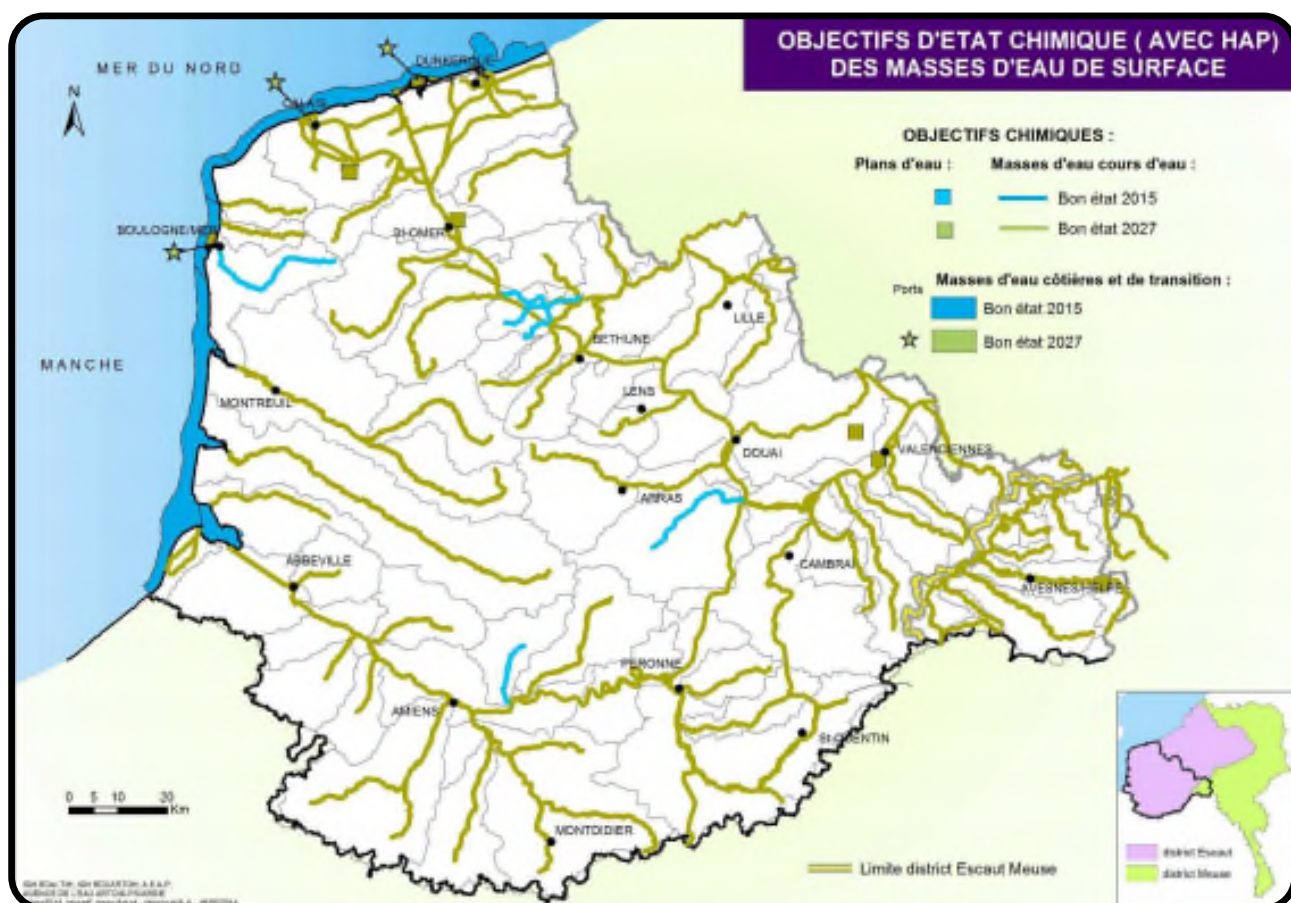 OBJECTIFS D'ETAT CHIMIQUE ( AVEC HAP)
DES MASSES D'EAU DE SURFACE
MER DU NORD
N
DUNKERQUE
CALAIS
OBJECTIFS CHIMIQUES :
Plans d'eau :
Masses d'eau cours d'eau :
Bon état 2015
Bon état 2027
Ports
Masses d'eau côtières et de transition :
Bon état 2015
Bon état 2027
BOULOGNE/MER
ST-OMER
LILLE
BETHUNE
MANCHE
LENS
MONTREUIL
DOUAI
VALENCIENNES
ARRAS
ABBEVILLE
CAMBRAI
AVESNES/HELPE
PERONNE
AMIENS
St-QUENTIN
0 5 10 20
Km
MONTDIDIER
Limite district Escaut Meuse
district Escaut
district Meuse